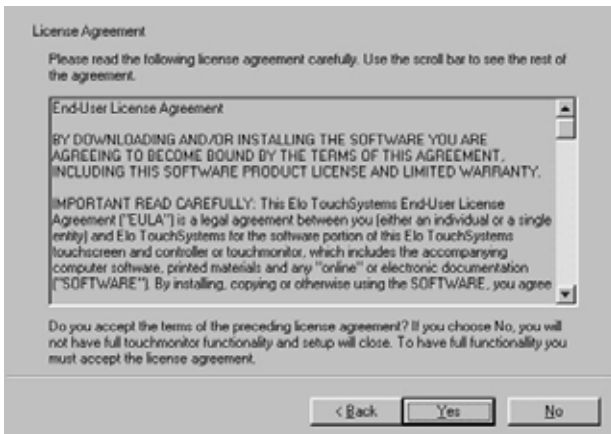 License Agreement
Please read the following license agreement carefully. Use the scroll bar to see the rest of
the agreement.
End-User License Agreement
BY DOWNLOADING AND/OR INSTALLING THE SOFTWARE YOU ARE
AGREEING TO BECOME BOUND BY THE TERMS OF THIS AGREEMENT,
INCLUDING THIS SOFTWARE PRODUCT LICENSE AND LIMITED WARRANTY.
IMPORTANT READ CAREFULLY: This Elo TouchSystems End-User License
Agreement ("EULA") is a legal agreement between you (either an individual or a single
entity) and Elo TouchSystems for the software portion of this Elo TouchSystems
touchscreen and controller or touchmonitor, which includes the accompanying
computer software, printed materials and any "online" or electronic documentation
("SOFTWARE"). By installing, copying or otherwise using the SOFTWARE, you agree
Do you accept the terms of the preceding license agreement? If you choose No, you will
not have full touchmonitor functionality and setup will close. To have full functionality you
must accept the license agreement.
< Back Yes No